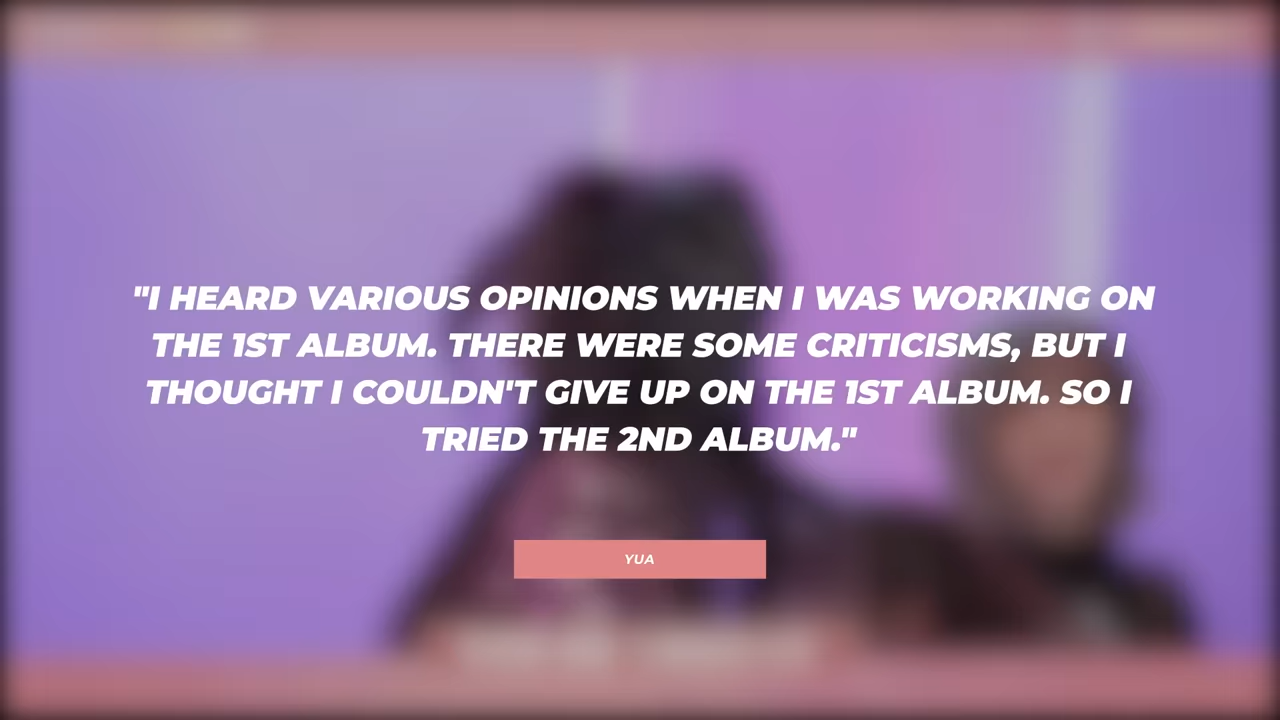 "I HEARD VARIOUS OPINIONS WHEN I WAS WORKING ON
THE 1ST ALBUM. THERE WERE SOME CRITICISMS, BUT I
THOUGHT I COULDN'T GIVE UP ON THE 1ST ALBUM. SO I
TRIED THE 2ND ALBUM."
YUA